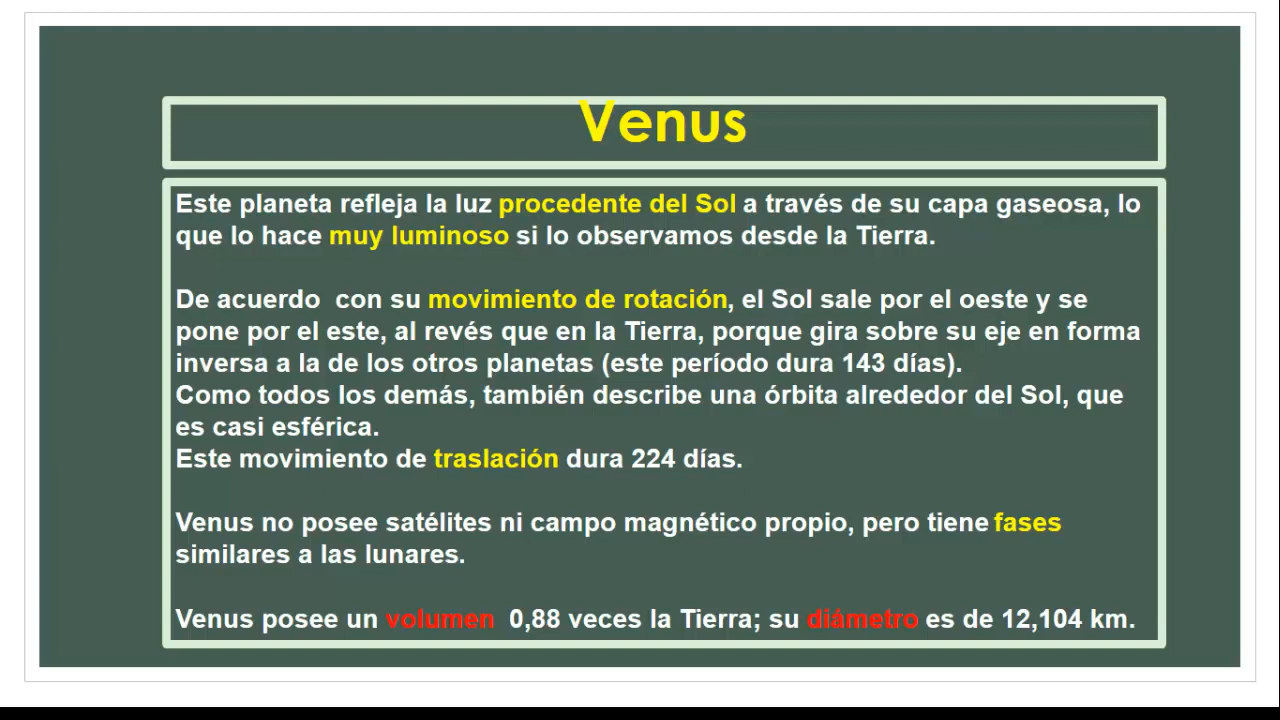 Venus
Este planeta refleja la luz procedente del Sol a través de su capa gaseosa, lo
que lo hace muy luminoso si lo observamos desde la Tierra.
De acuerdo  con su movimiento de rotación, el Sol sale por el oeste y se
pone por el este, al revés que en la Tierra, porque gira sobre su eje en forma
inversa a la de los otros planetas (este período dura 143 días).
Como todos los demás, también describe una órbita alrededor del Sol, que
es casi esférica.
Este movimiento de traslación dura 224 días.
Venus no posee satélites ni campo magnético propio, pero tiene fases
similares a las lunares.
Venus posee un volumen  0,88 veces la Tierra; su diámetro es de 12,104 km.